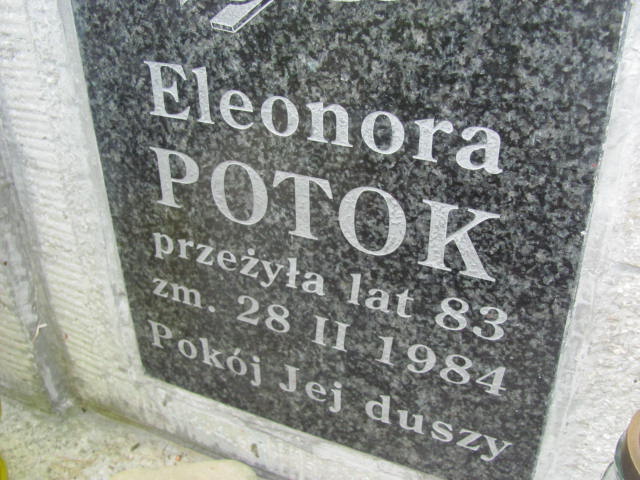 Eleonora
POTOK
przeżyła lat 83
zm. 28 II 1984
Pokój Jej duszy